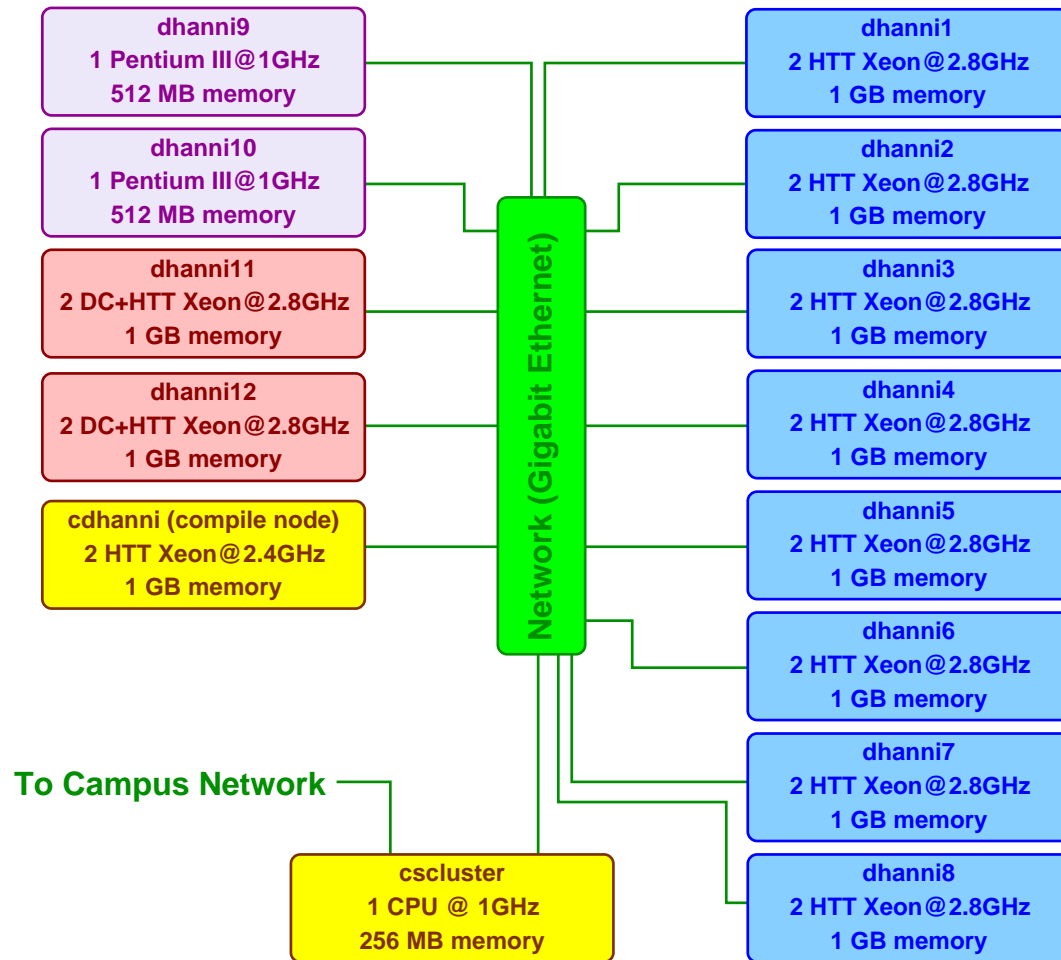 dhanni9
1 Pentium III@1GHz
512 MB memory
dhanni10
1 Pentium III@1GHz
512 MB memory
dhanni11
2 DC+HTT Xeon@2.8GHz
1 GB memory
dhanni12
2 DC+HTT Xeon@2.8GHz
1 GB memory
cdhanni (compile node)
2 HTT Xeon@2.4GHz
1 GB memory
Network (Gigabit Ethernet)
dhanni1
2 HTT Xeon@2.8GHz
1 GB memory
dhanni2
2 HTT Xeon@2.8GHz
1 GB memory
dhanni3
2 HTT Xeon@2.8GHz
1 GB memory
dhanni4
2 HTT Xeon@2.8GHz
1 GB memory
dhanni5
2 HTT Xeon@2.8GHz
1 GB memory
dhanni6
2 HTT Xeon@2.8GHz
1 GB memory
dhanni7
2 HTT Xeon@2.8GHz
1 GB memory
dhanni8
2 HTT Xeon@2.8GHz
1 GB memory
To Campus Network
cscluster
1 CPU @ 1GHz
256 MB memory